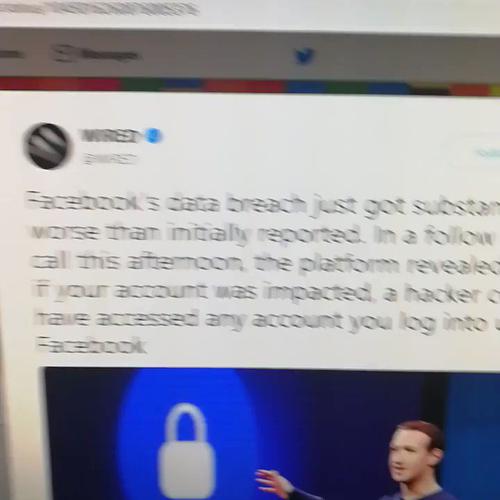 Messages
WIRED
@WIRED
Facebook's data breach just got substan
worse than initially reported. In a follow
call this afternoon, the platform revealed
if your account was impacted, a hacker c
have accessed any account you log into
Facebook